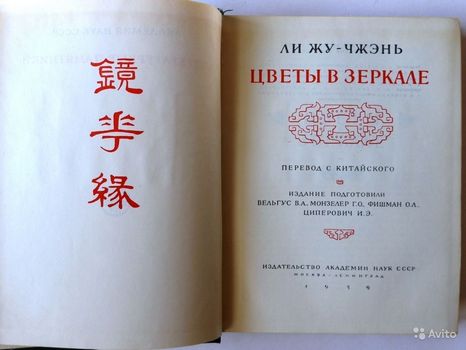 鏡
花
緣
ЛИ ЖУ-ЧЖЭНЬ
ЦВЕТЫ В ЗЕРКАЛЕ
ПЕРЕВОД С КИТАЙСКОГО
ИЗДАНИЕ ПОДГОТОВИЛИ
ВЕЛЬГУС В.А., МОНЗЕЛЕР Г.О., ФИШМАН О.Л.,
ЦИПЕРОВИЧ И.Э.
ИЗДАТЕЛЬСТВО АКАДЕМИИ НАУК СССР
МОСКВА - ЛЕНИНГРАД
1959
Avito